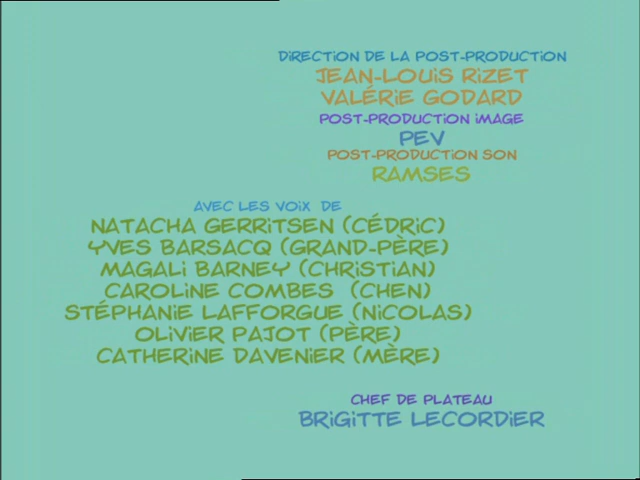 DIRECTION DE LA POST-PRODUCTION
JEAN-LOUIS RIZET
VALÉRIE GODARD
POST-PRODUCTION IMAGE
PEV
POST-PRODUCTION SON
RAMSES
AVEC LES VOIX DE
NATACHA GERRITSEN (CÉDRIC)
YVES BARSACQ (GRAND-PÈRE)
MAGALI BARNEY (CHRISTIAN)
CAROLINE COMBES (CHEN)
STÉPHANIE LAFFORGUE (NICOLAS)
OLIVIER PAJOT (PÈRE)
CATHERINE DAVENIER (MÈRE)
CHEF DE PLATEAU
BRIGITTE LECORDIER